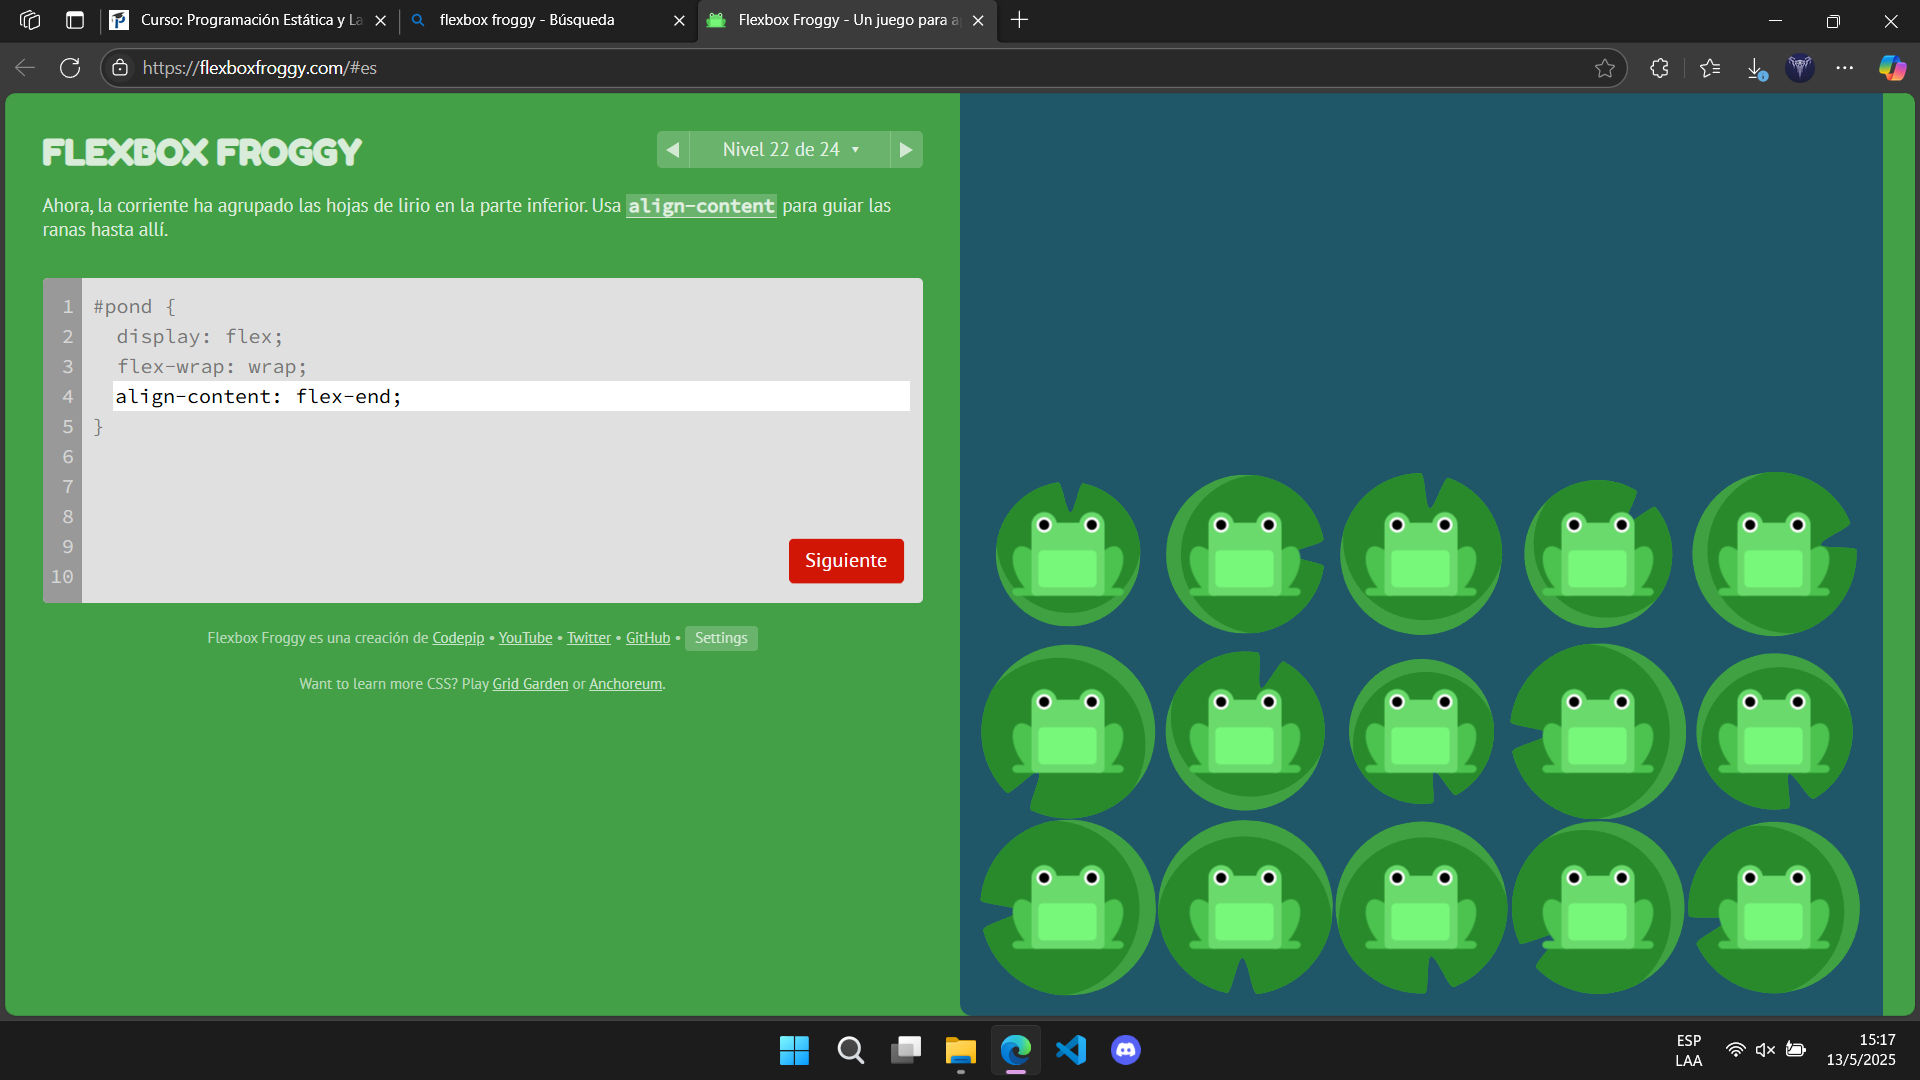 Curso: Programación Estática y La
flexbox froggy - Búsqueda
Flexbox Froggy - Un juego para a
https://flexboxfroggy.com/#es
FLEXBOX FROGGY
Nivel 22 de 24
Ahora, la corriente ha agrupado las hojas de lirio en la parte inferior. Usa align-content para guiar las
ranas hasta allí.
1 #pond {
2 display: flex;
3 flex-wrap: wrap;
4 align-content: flex-end;
5 }
6
7
8
9
10
Siguiente
Flexbox Froggy es una creación de Codepip • YouTube • Twitter • GitHub • Settings
Want to learn more CSS? Play Grid Garden or Anchoreum.
ESP
LAA
15:17
13/5/2025